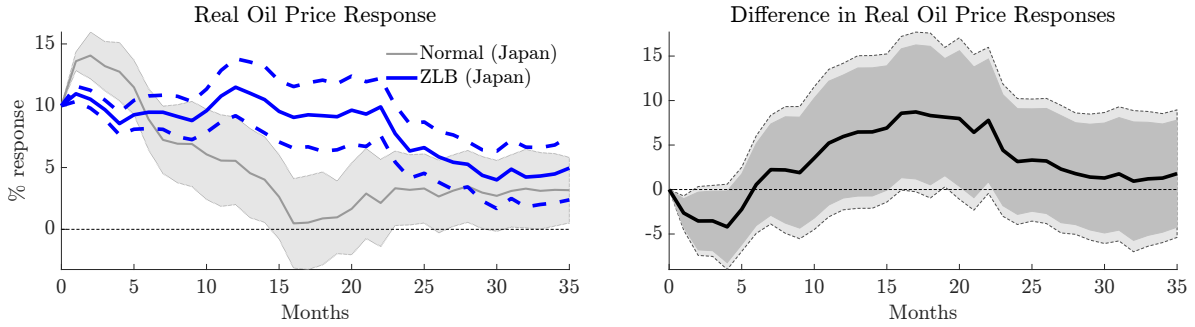 Real Oil Price Response
% response
15
10
5
0
Normal (Japan)
ZLB (Japan)
0 5 10 15 20 25 30 35
Months
Difference in Real Oil Price Responses
15
10
5
0
-5
0 5 10 15 20 25 30 35
Months